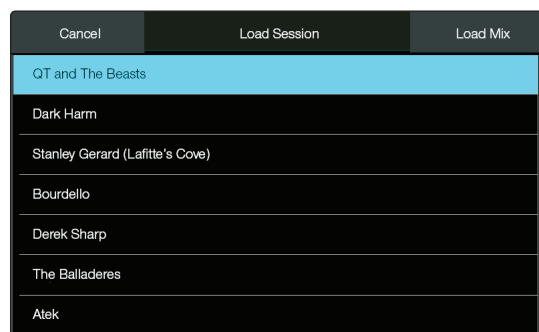 Cancel Load Session Load Mix
QT and The Beasts
Dark Harm
Stanley Gerard (Lafitte's Cove)
Bourdello
Derek Sharp
The Balladeres
Atek